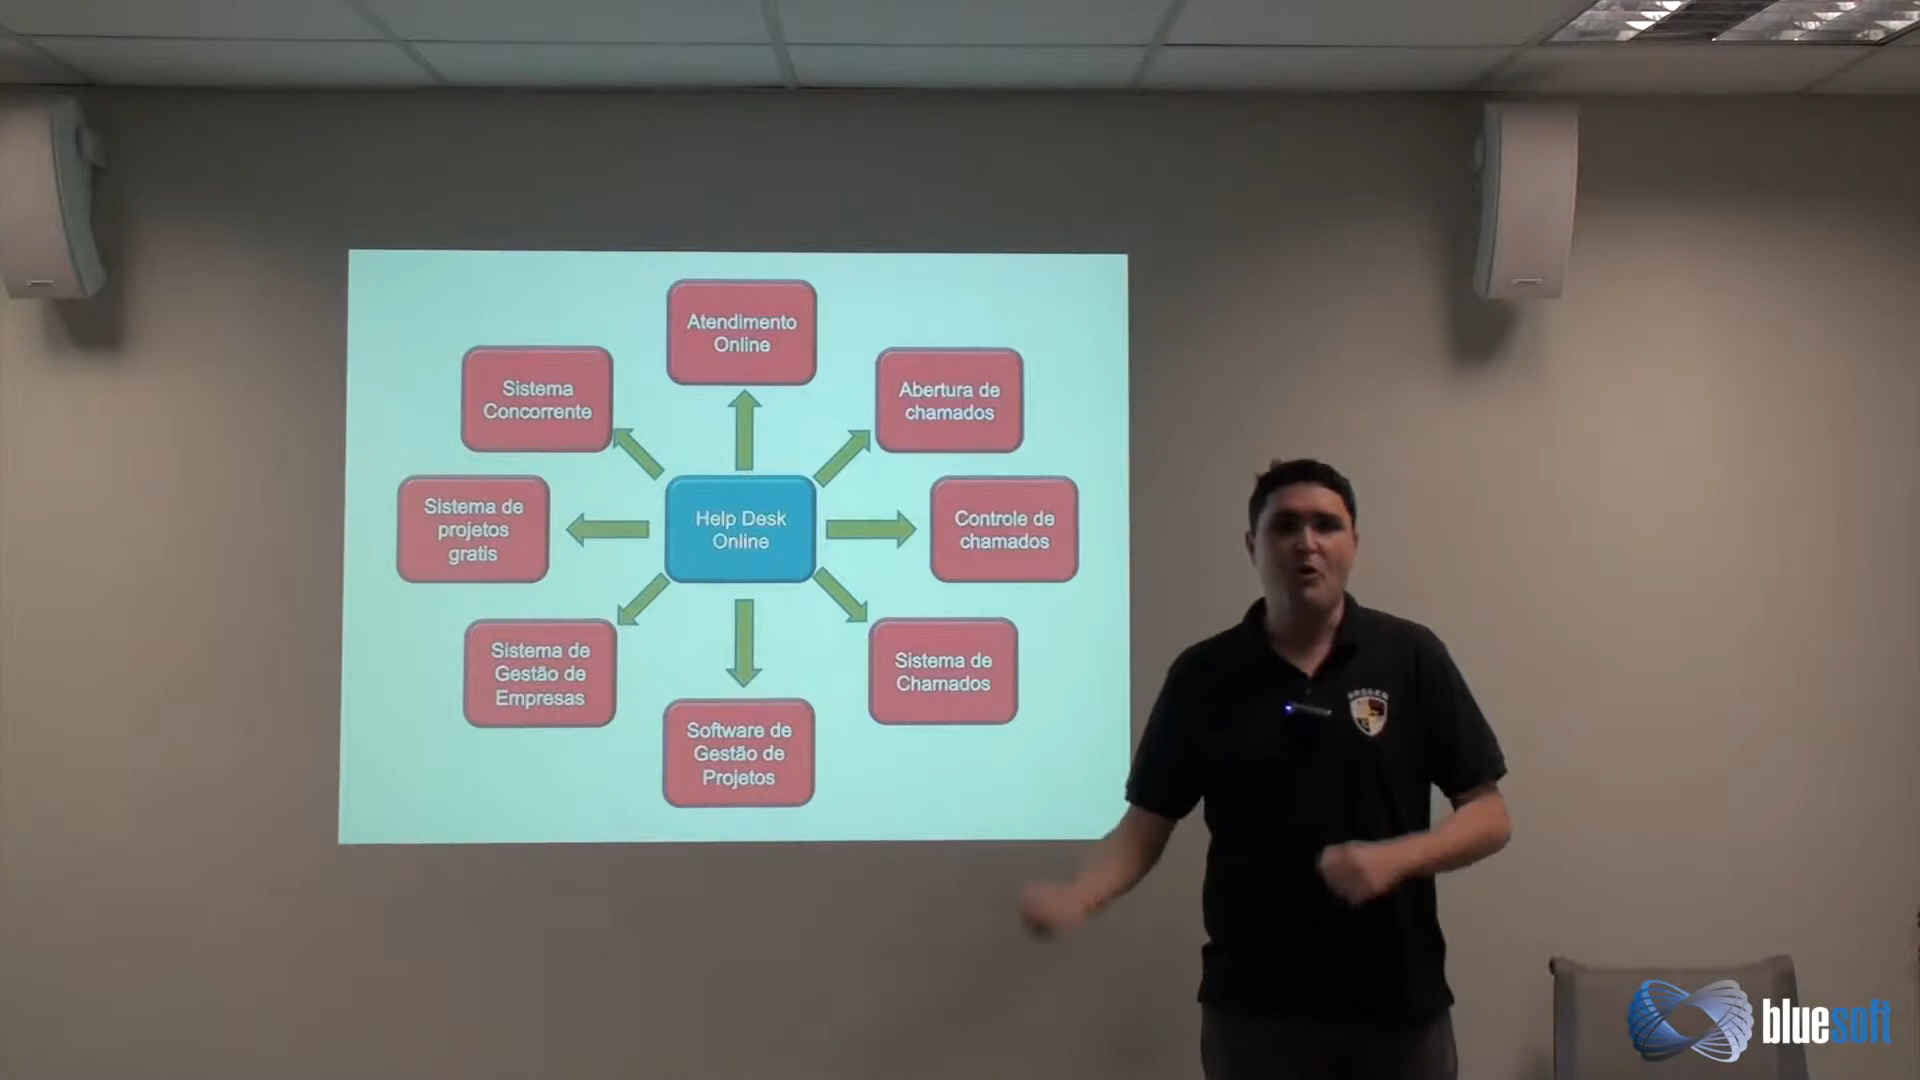 Atendimento
Online
Sistema
Concorrente
Abertura de
chamados
Sistema de
projetos
gratis
Help Desk
Online
Controle de
chamados
Sistema de
Gestão de
Empresas
Sistema de
Chamados
Software de
Gestão de
Projetos
bluesoft